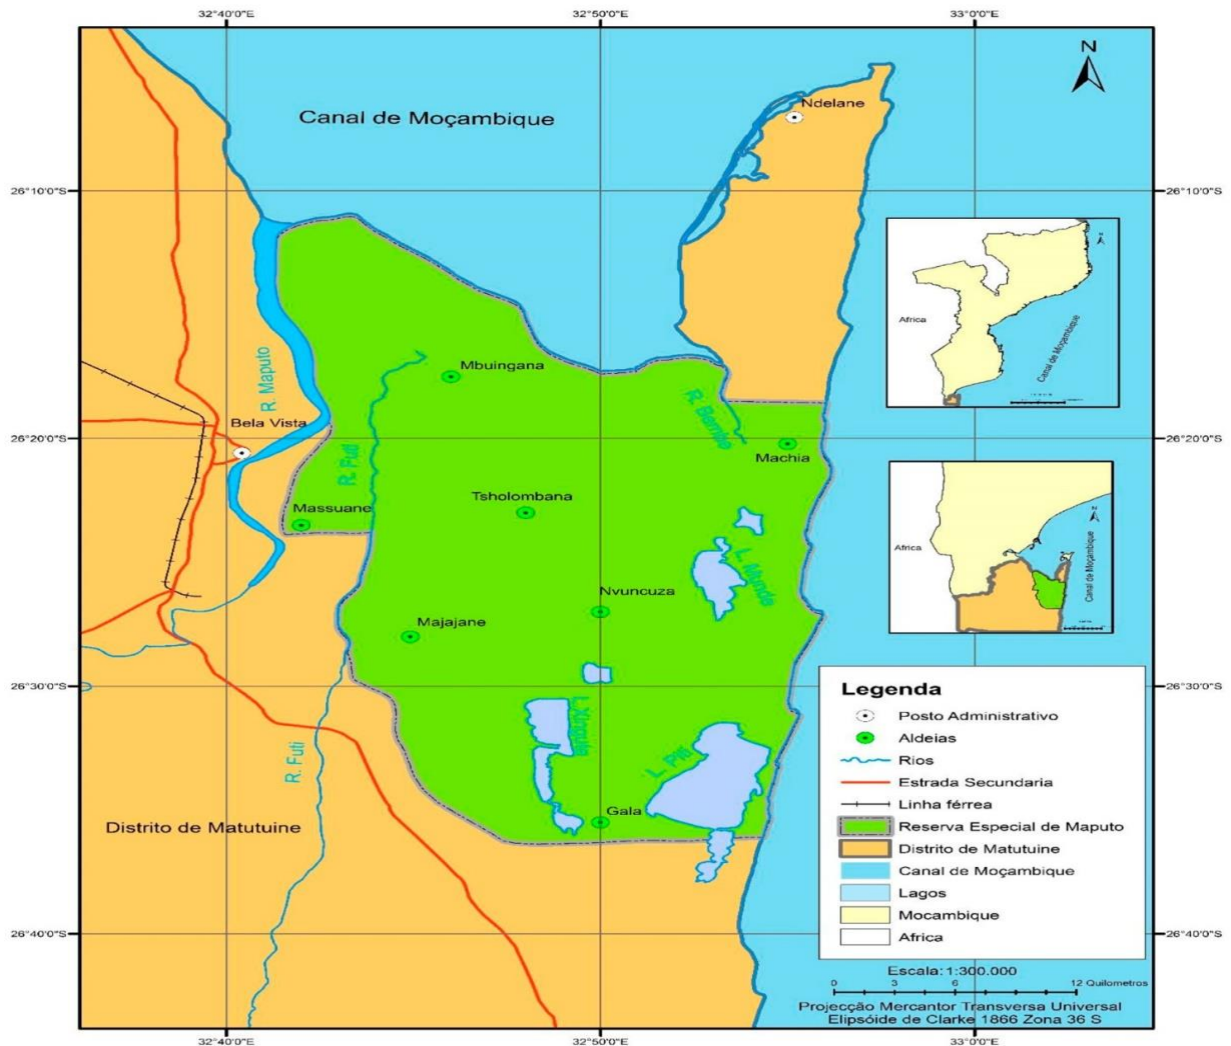 32°40'0"E
32°50'0"E
33°0'0"E
N
Canal de Moçambique
Ndelane
26°10'0"S
26°10'0"S
Africa
Canal de Moçambique
R. Maputo
Mbuingana
Bela Vista
R. Bemba
26°20'0"S
26°20'0"S
Machia
R. Futi
Massuane
Tsholombana
L. Munde
Africa
Canal de Moçambique
Nvuncuza
Majajane
26°30'0"S
26°30'0"S
L. Piti
R. Futi
Gala
Distrito de Matutuine
Legenda
Posto Administrativo
Aldeias
Rios
Estrada Secundaria
Linha férrea
Reserva Especial de Maputo
Distrito de Matutuine
Canal de Moçambique
Lagos
Mocambique
Africa
26°40'0"S
26°40'0"S
Escala: 1:300.000
0 3 6 12 Quilometros
Projecção Mercantor Transversa Universal
Elipsóide de Clarke 1866 Zona 36 S
32°40'0"E
32°50'0"E
33°0'0"E